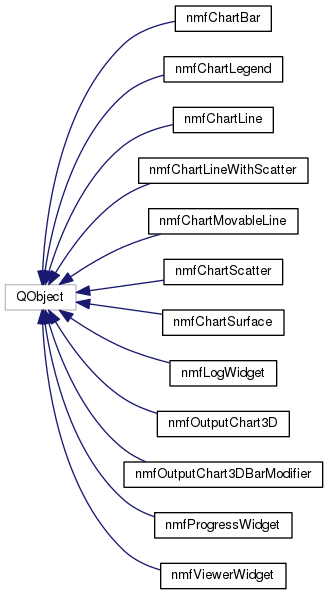 nmfChartBar
nmfChartLegend
nmfChartLine
nmfChartLineWithScatter
nmfChartMovableLine
nmfChartScatter
QObject
nmfChartSurface
nmfLogWidget
nmfOutputChart3D
nmfOutputChart3DBarModifier
nmfProgressWidget
nmfViewerWidget